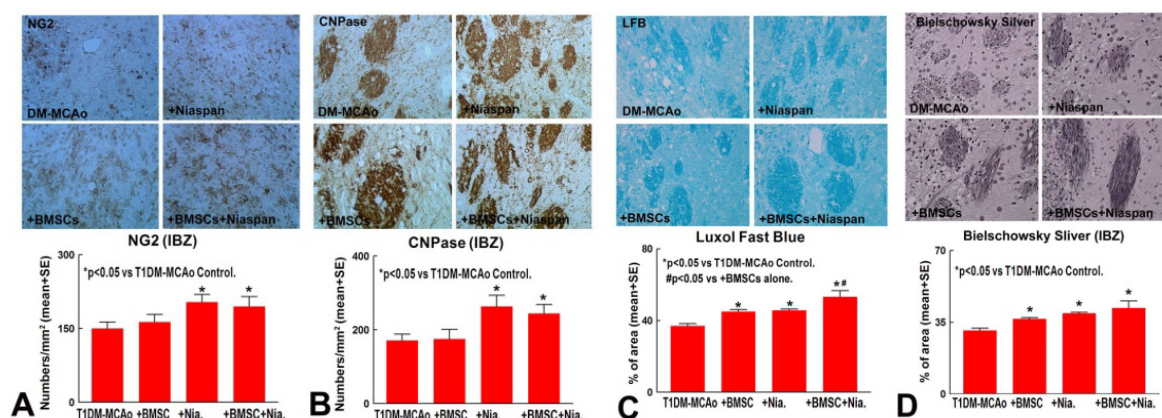 NG2
DM-MCAo
+Niaspan
+BMSCs
+BMSCs+Niaspan
NG2 (IBZ)
*p<0.05 vs T1DM-MCAo Control.
Numbers/mm² (mean+SE)
300
150
0
*
*
T1DM-MCAo +BMSC +Nia. +BMSC+Nia.
A
CNPase
DM-MCAo
+Niaspan
+BMSCs
+BMSCs+Niaspan
CNPase (IBZ)
*p<0.05 vs T1DM-MCAo Control.
Numbers/mm² (mean+SE)
400
200
0
*
*
T1DM-MCAo +BMSC +Nia. +BMSC+Nia.
B
LFB
DM-MCAo
+Niaspan
+BMSCs
+BMSCs+Niaspan
Luxol Fast Blue
*p<0.05 vs T1DM-MCAo Control.
#p<0.05 vs +BMSCs alone.
% of area (mean+SE)
80
60
40
20
0
*
*
*#
T1DM-MCAo +BMSC +Nia. +BMSC+Nia.
C
Bielschowsky Silver
DM-MCAo
+Niaspan
+BMSCs
+BMSCs+Niaspan
Bielschowsky Sliver (IBZ)
*p<0.05 vs T1DM-MCAo Control.
% of area (mean+SE)
70
35
0
*
*
*
T1DM-MCAo +BMSC +Nia. +BMSC+Nia.
D